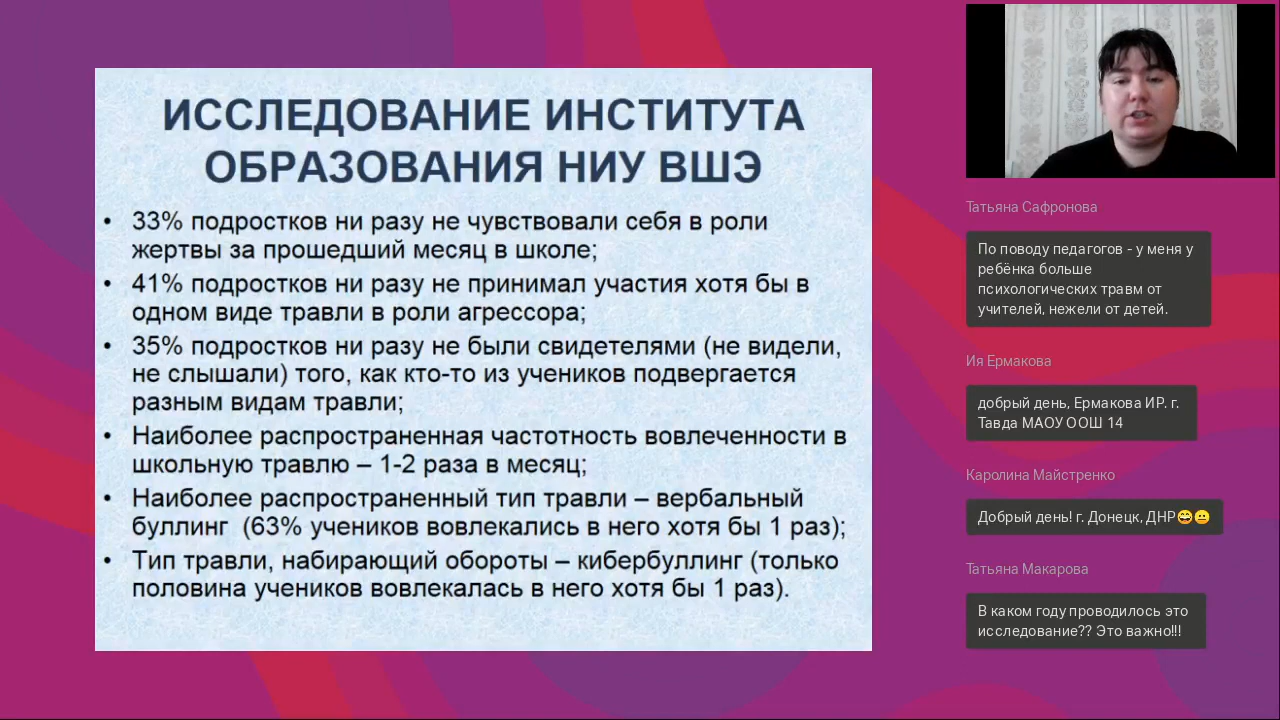 ИССЛЕДОВАНИЕ ИНСТИТУТА
ОБРАЗОВАНИЯ НИУ ВШЭ
• 33% подростков ни разу не чувствовали себя в роли
жертвы за прошедший месяц в школе;
• 41% подростков ни разу не принимал участия хотя бы в
одном виде травли в роли агрессора;
• 35% подростков ни разу не были свидетелями (не видели,
не слышали) того, как кто-то из учеников подвергается
разным видам травли;
• Наиболее распространенная частотность вовлеченности в
школьную травлю – 1-2 раза в месяц;
• Наиболее распространенный тип травли – вербальный
буллинг (63% учеников вовлекались в него хотя бы 1 раз);
• Тип травли, набирающий обороты – кибербуллинг (только
половина учеников вовлекалась в него хотя бы 1 раз).
Татьяна Сафронова
По поводу педагогов - у меня у
ребёнка больше
психологических травм от
учителей, нежели от детей.
Ия Ермакова
добрый день, Ермакова ИР. г.
Тавда МАОУ ООШ 14
Каролина Майстренко
Добрый день! г. Донецк, ДНР😄😐
Татьяна Макарова
В каком году проводилось это
исследование?? Это важно!!!